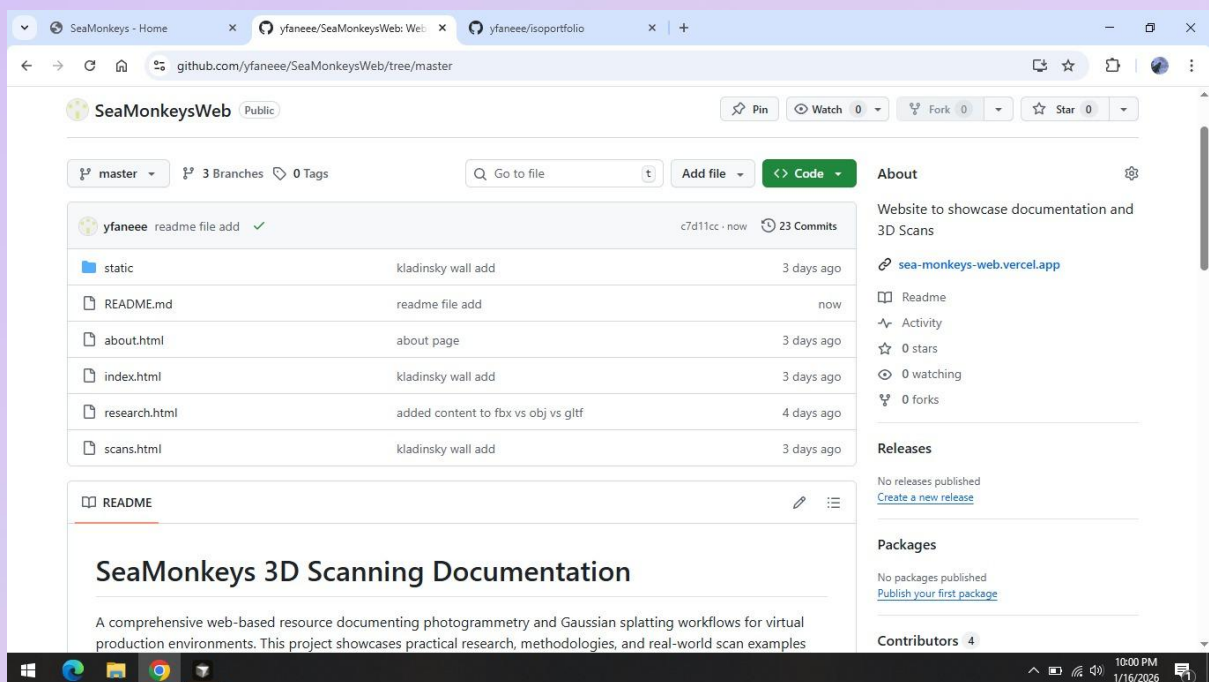 SeaMonkeys - Home
yfaneee/SeaMonkeysWeb: Web
yfaneee/isoportfolio
github.com/yfaneee/SeaMonkeysWeb/tree/master
SeaMonkeysWeb Public
Pin
Watch 0
Fork 0
Star 0
master
3 Branches
0 Tags
Go to file
t
Add file
Code
yfaneee readme file add
c7d11cc · now
23 Commits
static kladinsky wall add 3 days ago
README.md readme file add now
about.html about page 3 days ago
index.html kladinsky wall add 3 days ago
research.html added content to fbx vs obj vs gltf 4 days ago
scans.html kladinsky wall add 3 days ago
README
SeaMonkeys 3D Scanning Documentation
A comprehensive web-based resource documenting photogrammetry and Gaussian splatting workflows for virtual
production environments. This project showcases practical research, methodologies, and real-world scan examples
About
Website to showcase documentation and
3D Scans
sea-monkeys-web.vercel.app
Readme
Activity
0 stars
0 watching
0 forks
Releases
No releases published
Create a new release
Packages
No packages published
Publish your first package
Contributors 4
10:00 PM
1/16/2026
1